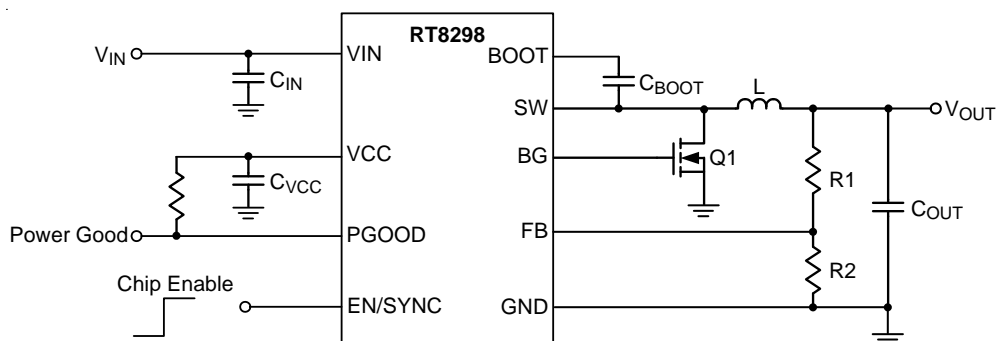 RT8298
VIN
VIN
BOOT
CIN
CBOOT
L
SW
VOUT
VCC
BG
Q1
CVCC
R1
COUT
Power Good
PGOOD
FB
R2
Chip Enable
EN/SYNC
GND